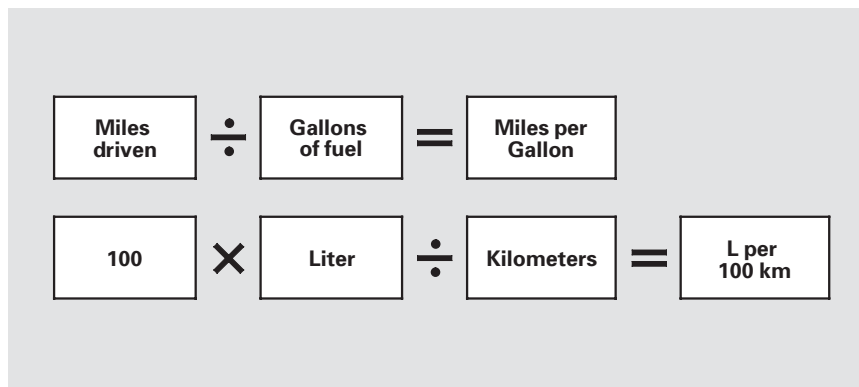 Miles driven ÷ Gallons of fuel = Miles per Gallon
100 × Liter ÷ Kilometers = L per 100 km